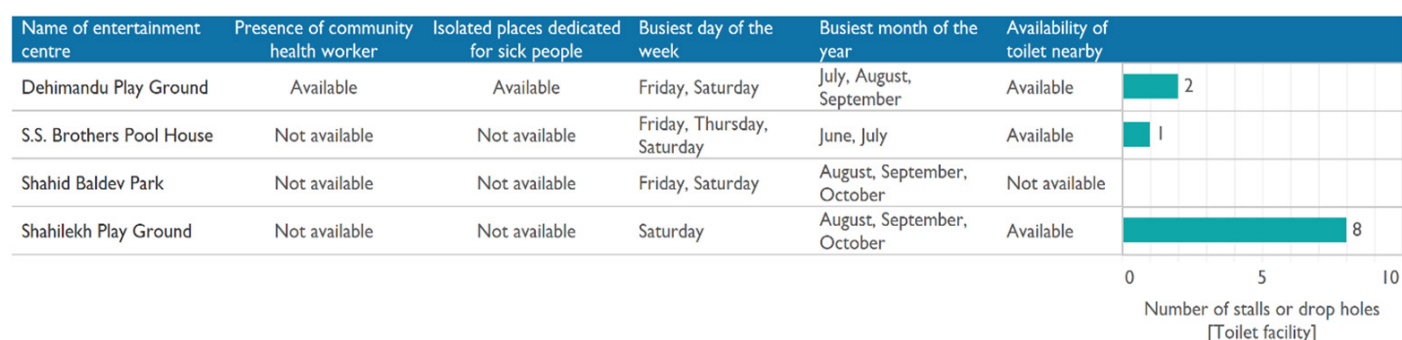 Name of entertainment centre | Presence of community health worker | Isolated places dedicated for sick people | Busiest day of the week | Busiest month of the year | Availability of toilet nearby
Dehimandu Play Ground | Available | Available | Friday, Saturday | July, August, September | Available | 2
S.S. Brothers Pool House | Not available | Not available | Friday, Thursday, Saturday | June, July | Available | 1
Shahid Baldev Park | Not available | Not available | Friday, Saturday | August, September, October | Not available
Shahilekh Play Ground | Not available | Not available | Saturday | August, September, October | Available | 8
0 5 10
Number of stalls or drop holes
[Toilet facility]